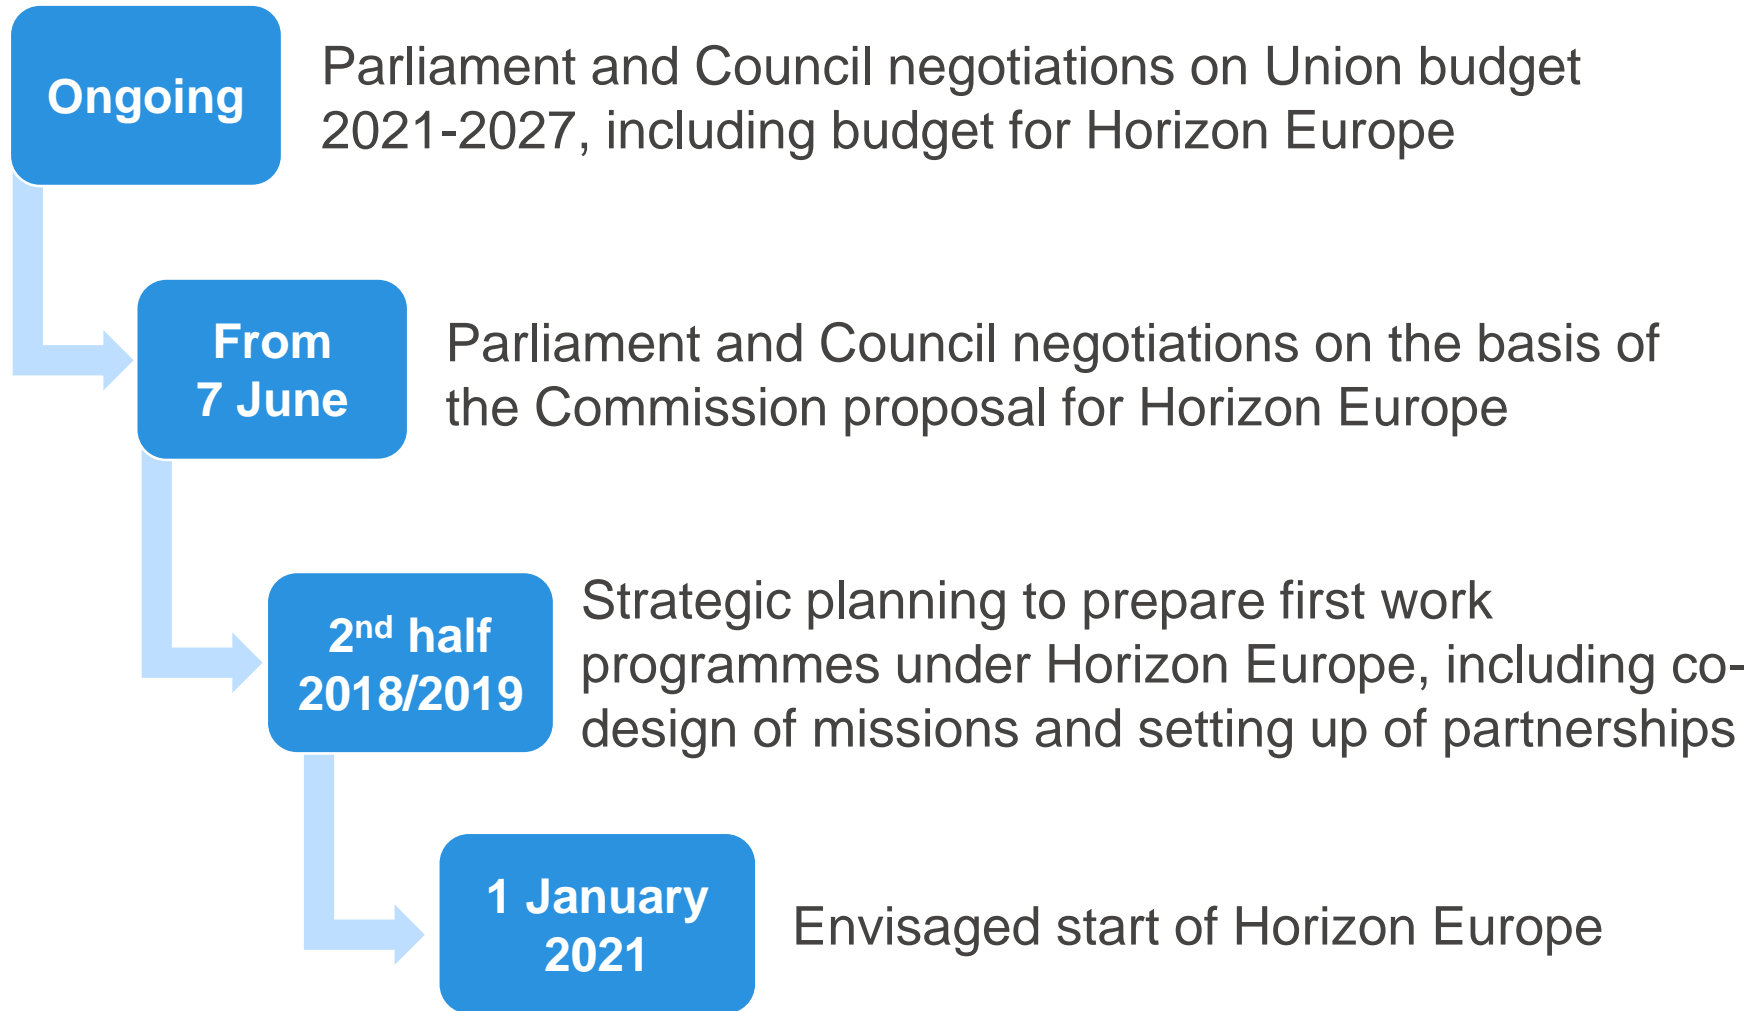 Ongoing
Parliament and Council negotiations on Union budget
2021-2027, including budget for Horizon Europe
From
7 June
Parliament and Council negotiations on the basis of
the Commission proposal for Horizon Europe
2nd half
2018/2019
Strategic planning to prepare first work
programmes under Horizon Europe, including co-
design of missions and setting up of partnerships
1 January
2021
Envisaged start of Horizon Europe